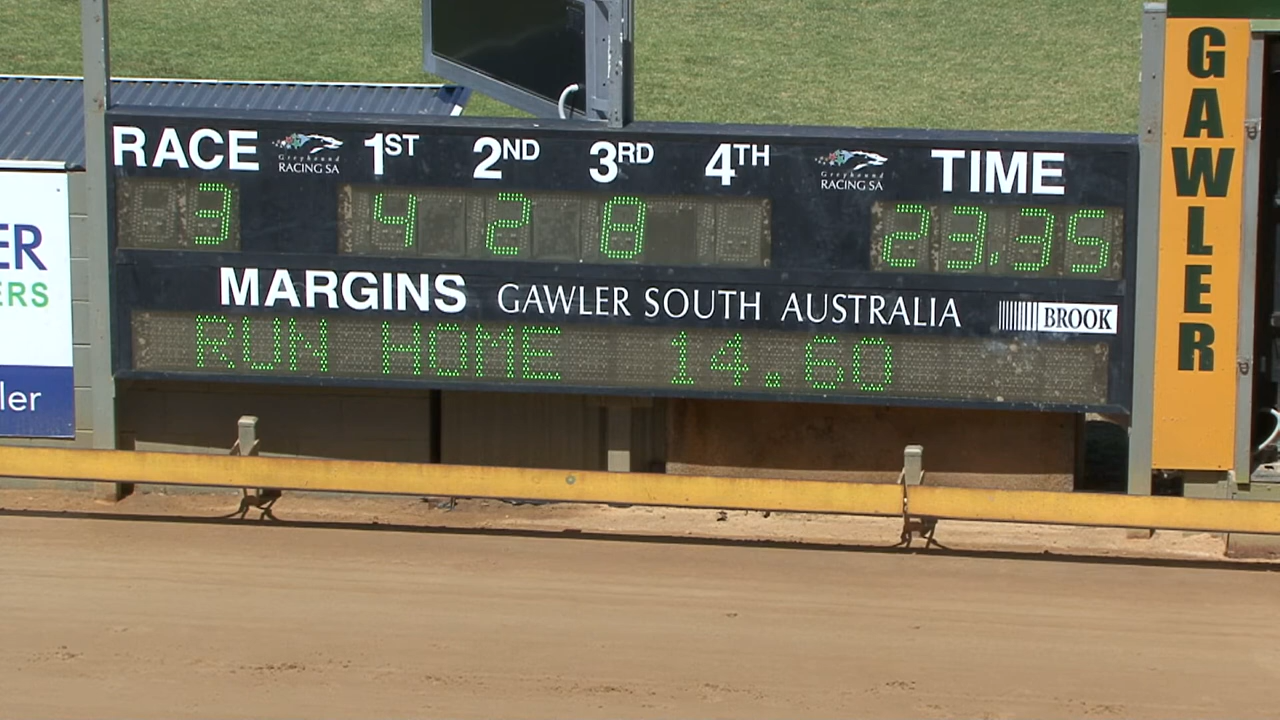 RACE Greyhound RACING SA 1ST 2ND 3RD 4TH Greyhound RACING SA TIME
3 4 2 8 23.35
MARGINS GAWLER SOUTH AUSTRALIA BROOK
RUN HOME 14.60
GAWLER
ER
ERS
ler